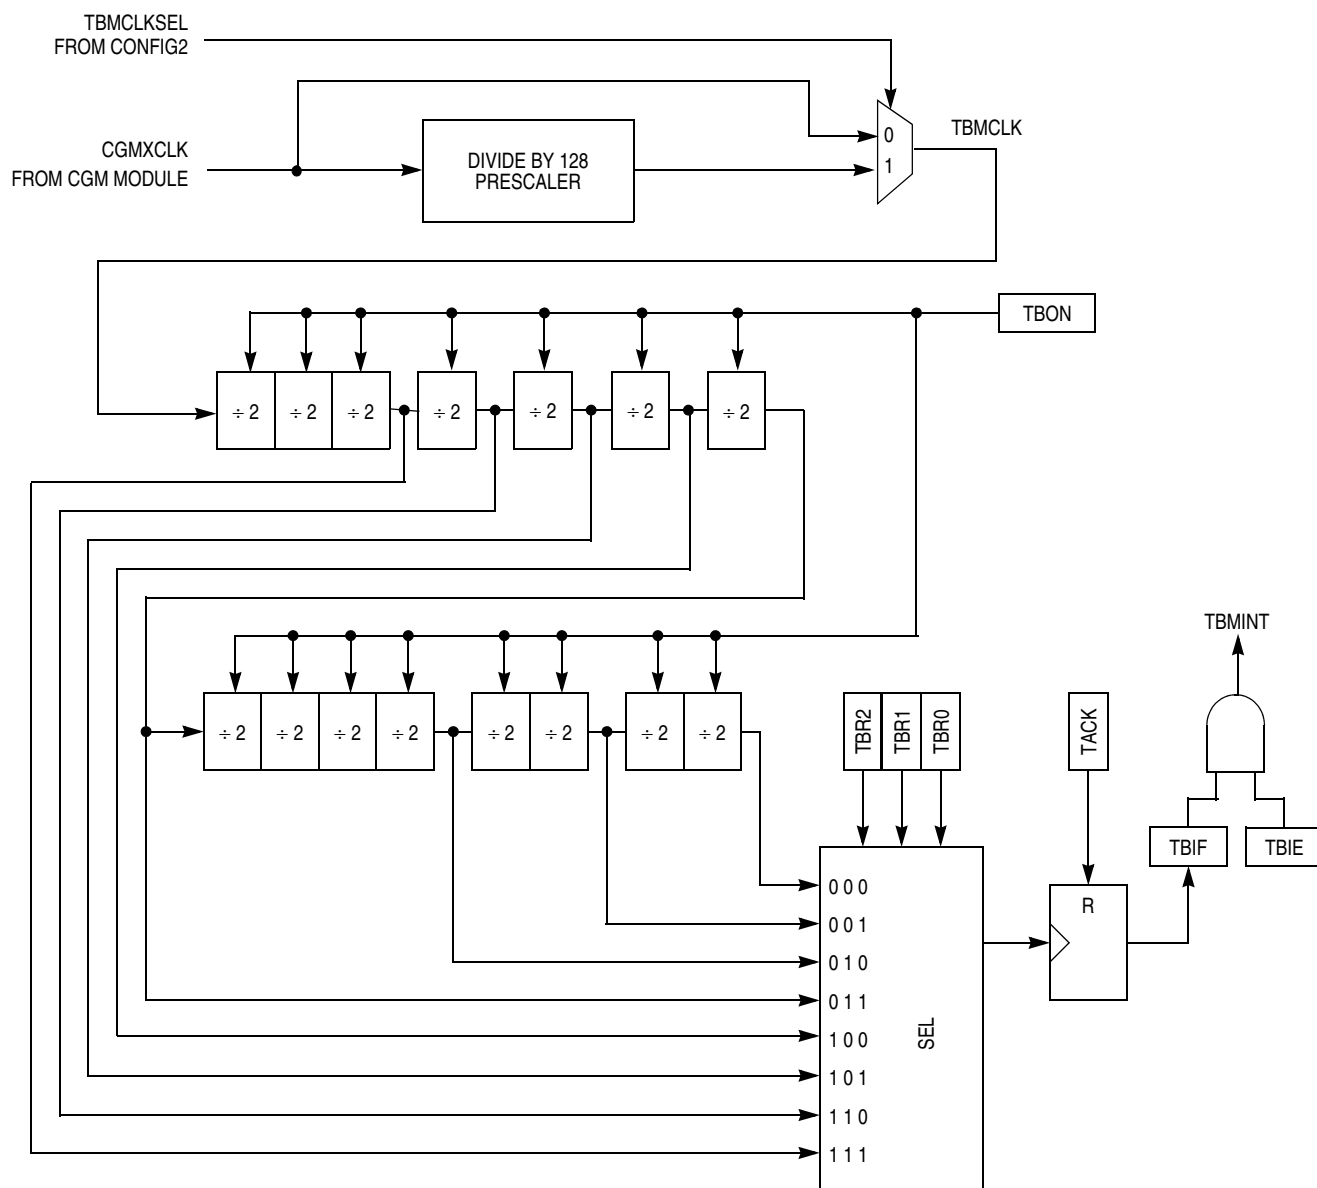 TBMCLKSEL
FROM CONFIG2
CGMXCLK
FROM CGM MODULE
DIVIDE BY 128
PRESCALER
0
1
TBMCLK
TBON
÷ 2
÷ 2
÷ 2
÷ 2
÷ 2
÷ 2
÷ 2
TBMINT
÷ 2
÷ 2
÷ 2
÷ 2
÷ 2
÷ 2
÷ 2
÷ 2
TBR2
TBR1
TBR0
TACK
TBIF
TBIE
0 0 0
0 0 1
0 1 0
0 1 1
1 0 0
1 0 1
1 1 0
1 1 1
SEL
R